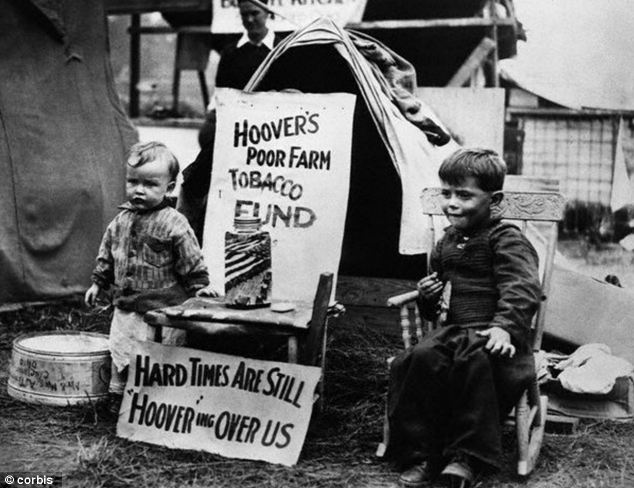 HOOVER'S
POOR FARM
TOBACCO
FUND
HARD TIMES ARE STILL
"HOOVER"ing OVER US
© corbis